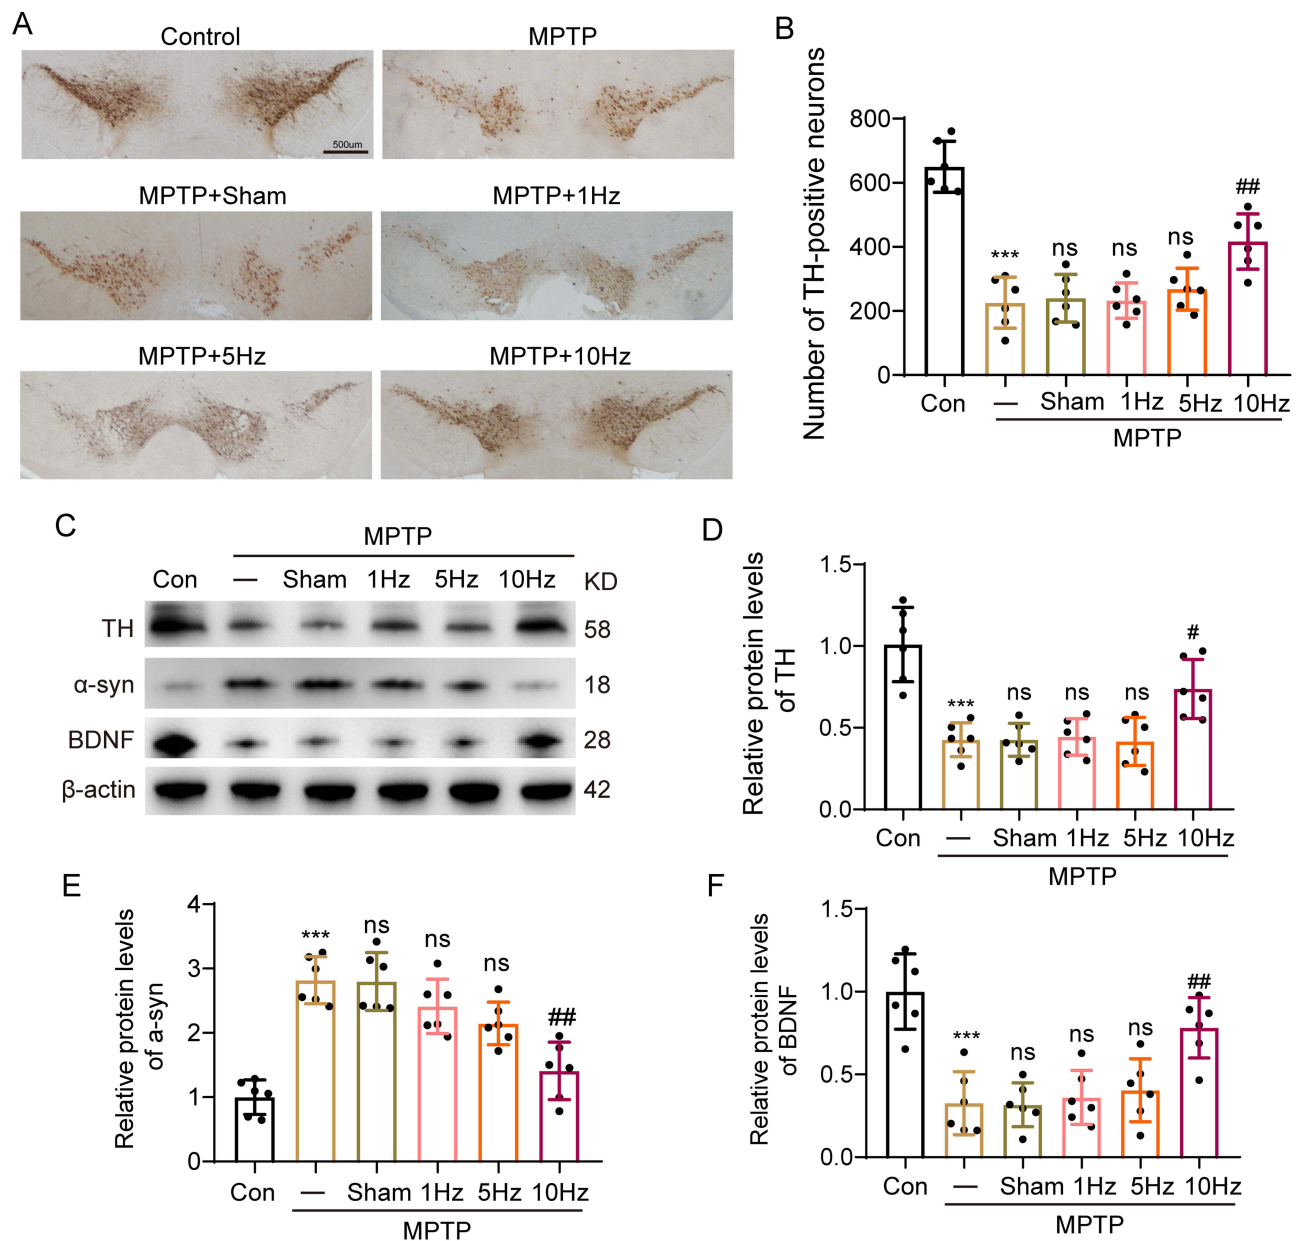 A
Control
MPTP
500um
MPTP+Sham
MPTP+1Hz
MPTP+5Hz
MPTP+10Hz
B
Number of TH-positive neurons
800
600
400
200
0
***
ns
ns
ns
##
Con
—
Sham
1Hz
5Hz
10Hz
MPTP
C
MPTP
Con
—
Sham
1Hz
5Hz
10Hz
KD
TH
58
α-syn
18
BDNF
28
β-actin
42
D
Relative protein levels
of TH
1.5
1.0
0.5
0.0
***
ns
ns
ns
#
Con
—
Sham
1Hz
5Hz
10Hz
MPTP
E
Relative protein levels
of a-syn
4
3
2
1
0
***
ns
ns
ns
##
Con
—
Sham
1Hz
5Hz
10Hz
MPTP
F
Relative protein levels
of BDNF
1.5
1.0
0.5
0.0
***
ns
ns
ns
##
Con
—
Sham
1Hz
5Hz
10Hz
MPTP